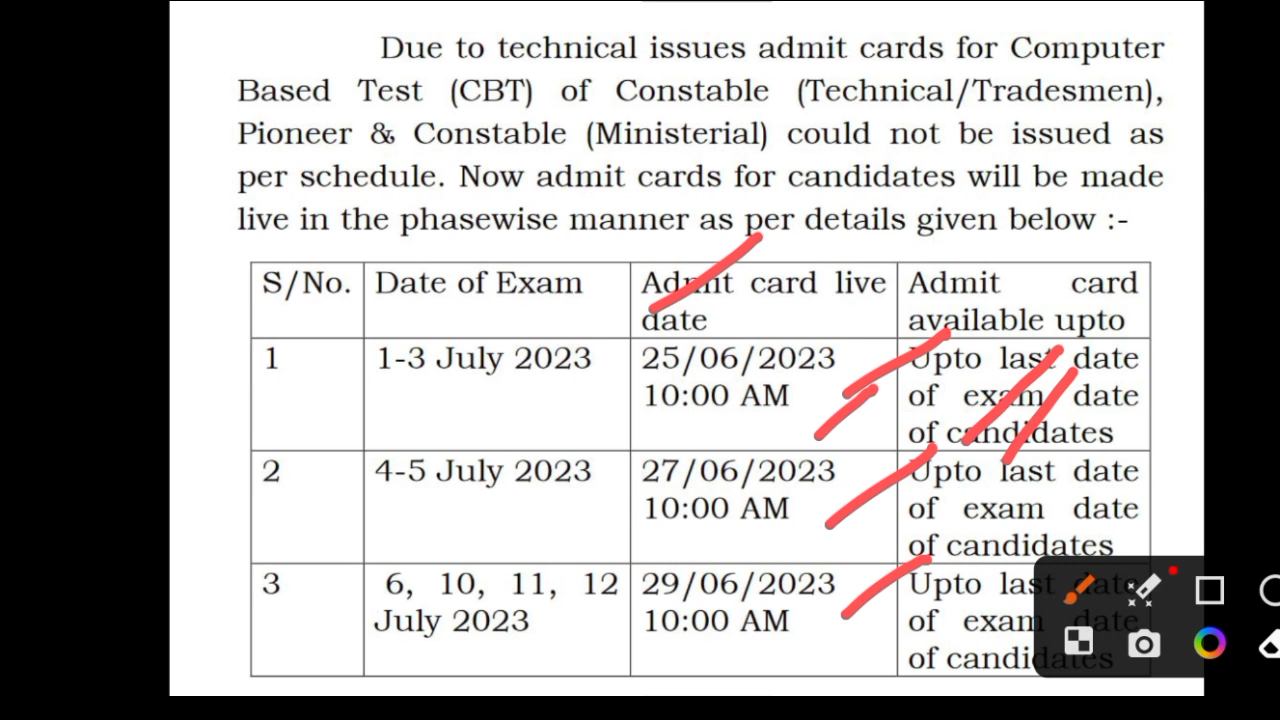 Due to technical issues admit cards for Computer
Based Test (CBT) of Constable (Technical/Tradesmen),
Pioneer & Constable (Ministerial) could not be issued as
per schedule. Now admit cards for candidates will be made
live in the phasewise manner as per details given below :-
S/No. Date of Exam Admit card live date Admit card available upto
1 1-3 July 2023 25/06/2023 10:00 AM Upto last date of exam date of candidates
2 4-5 July 2023 27/06/2023 10:00 AM Upto last date of exam date of candidates
3 6, 10, 11, 12 July 2023 29/06/2023 10:00 AM Upto last date of exam date of candidates